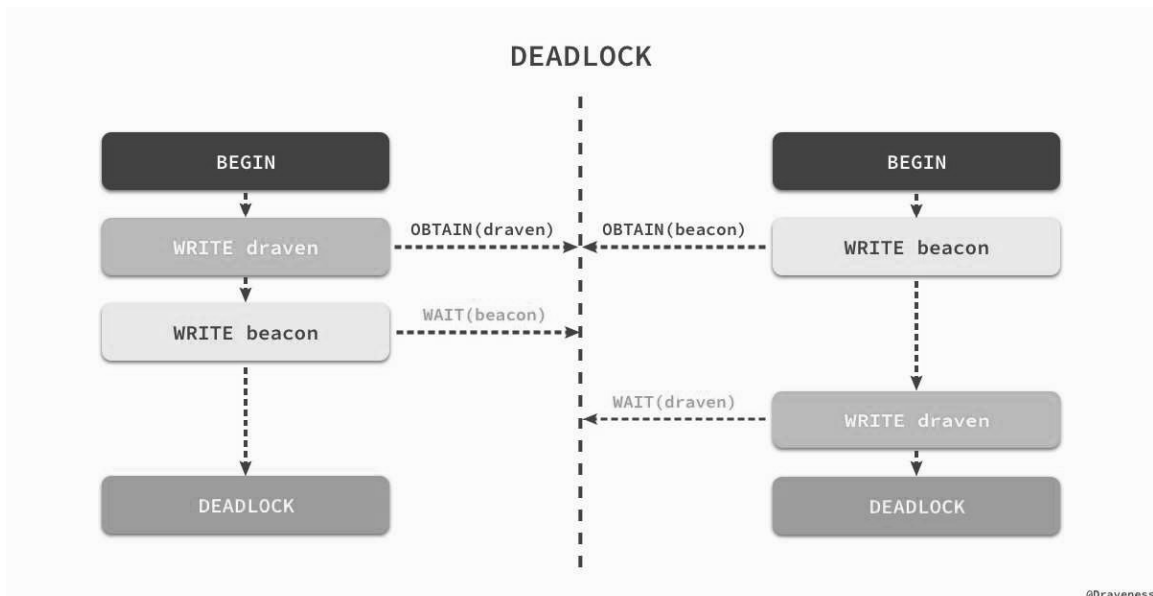 DEADLOCK
BEGIN
BEGIN
WRITE draven
OBTAIN(draven)
OBTAIN(beacon)
WRITE beacon
WRITE beacon
WAIT(beacon)
WAIT(draven)
WRITE draven
DEADLOCK
DEADLOCK
@Draveness